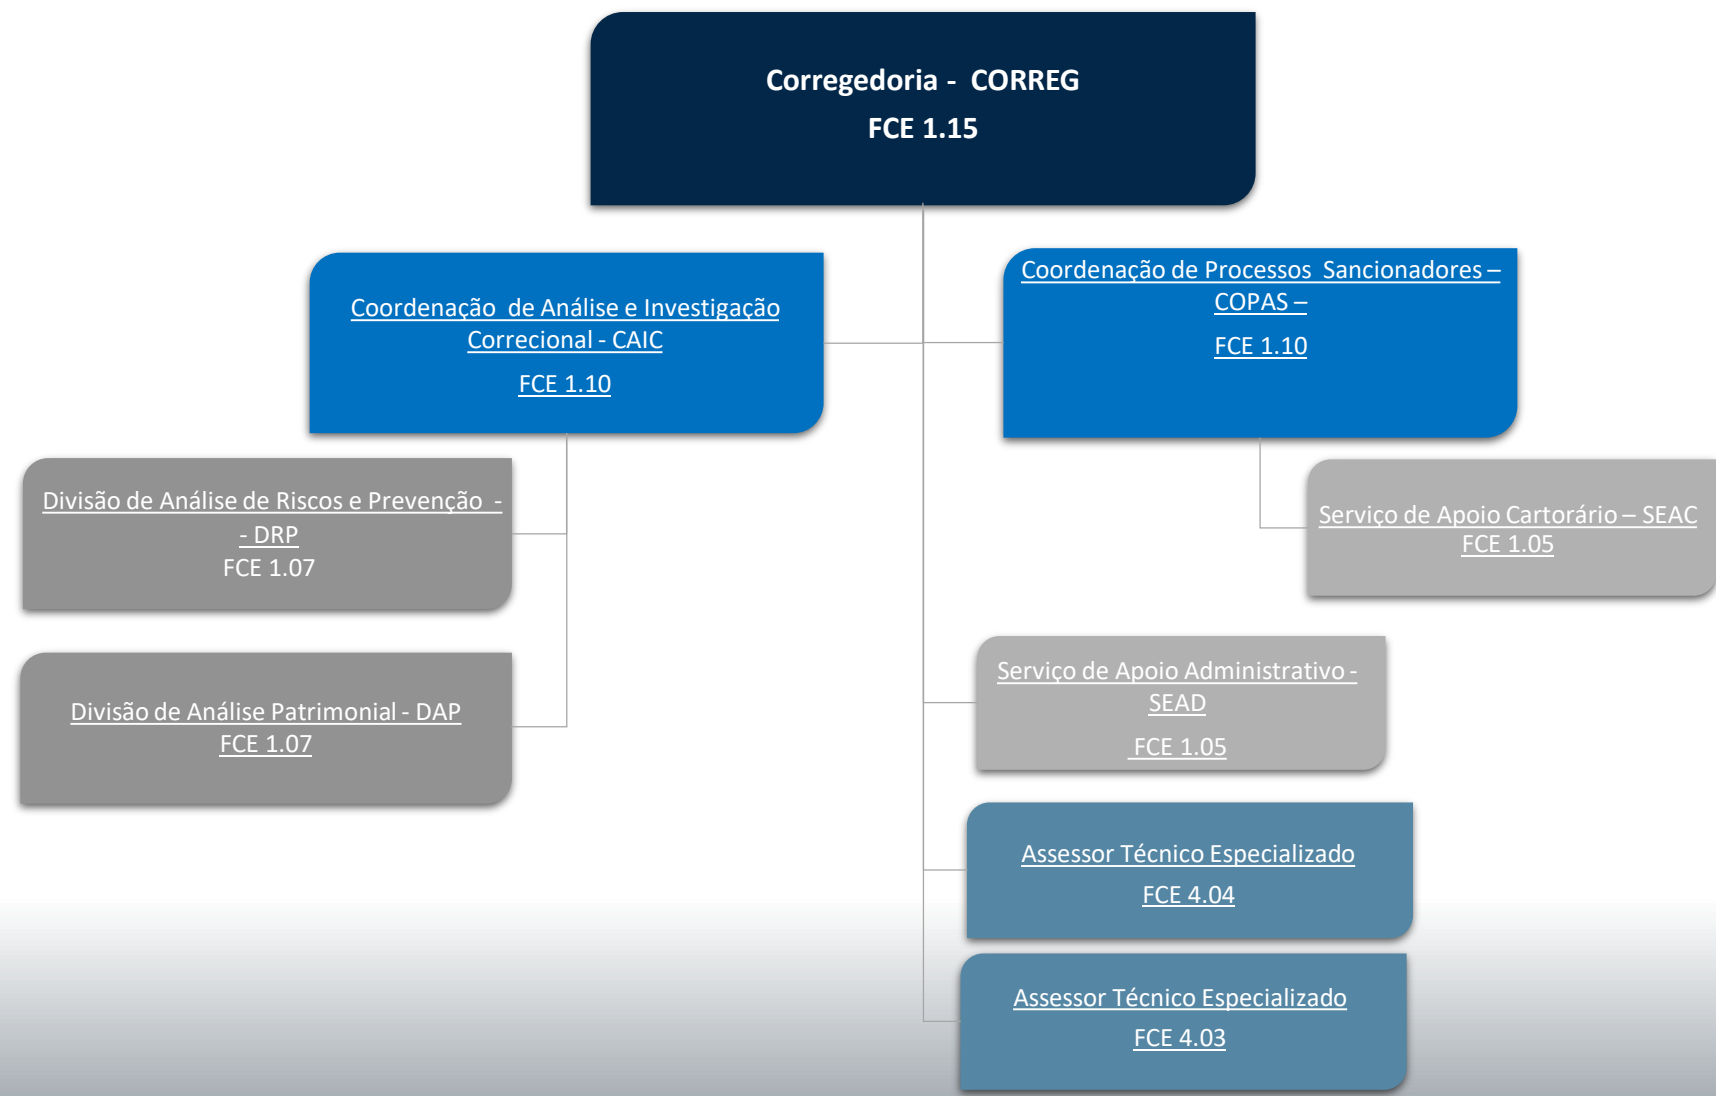 Corregedoria - CORREG
FCE 1.15
Coordenação de Análise e Investigação
Correcional - CAIC
FCE 1.10
Coordenação de Processos Sancionadores –
COPAS –
FCE 1.10
Divisão de Análise de Riscos e Prevenção -
- DRP
FCE 1.07
Serviço de Apoio Cartorário – SEAC
FCE 1.05
Divisão de Análise Patrimonial - DAP
FCE 1.07
Serviço de Apoio Administrativo -
SEAD
FCE 1.05
Assessor Técnico Especializado
FCE 4.04
Assessor Técnico Especializado
FCE 4.03